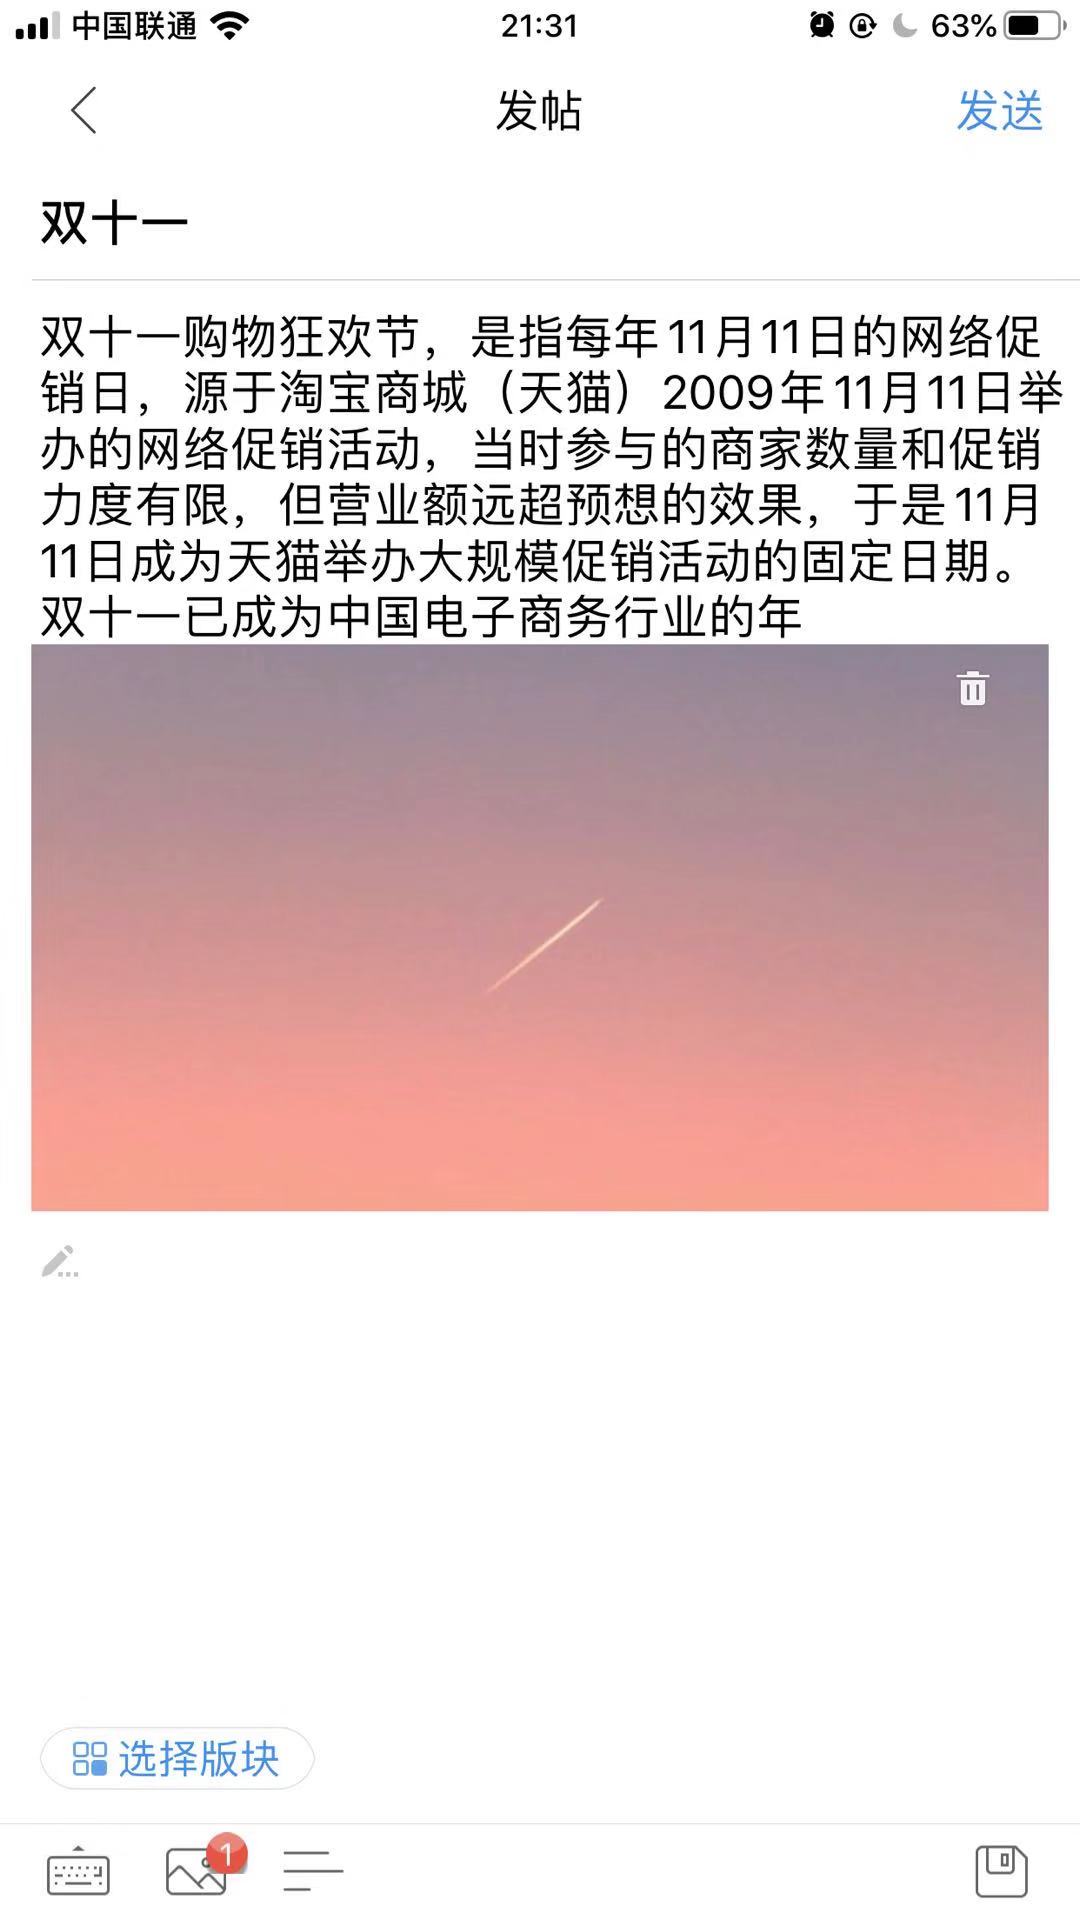 中国联通
21:31
63%
发帖
发送
双十一
双十一购物狂欢节，是指每年11月11日的网络促
销日，源于淘宝商城（天猫）2009年11月11日举
办的网络促销活动，当时参与的商家数量和促销
力度有限，但营业额远超预想的效果，于是11月
11日成为天猫举办大规模促销活动的固定日期。
双十一已成为中国电子商务行业的年
选择版块
1